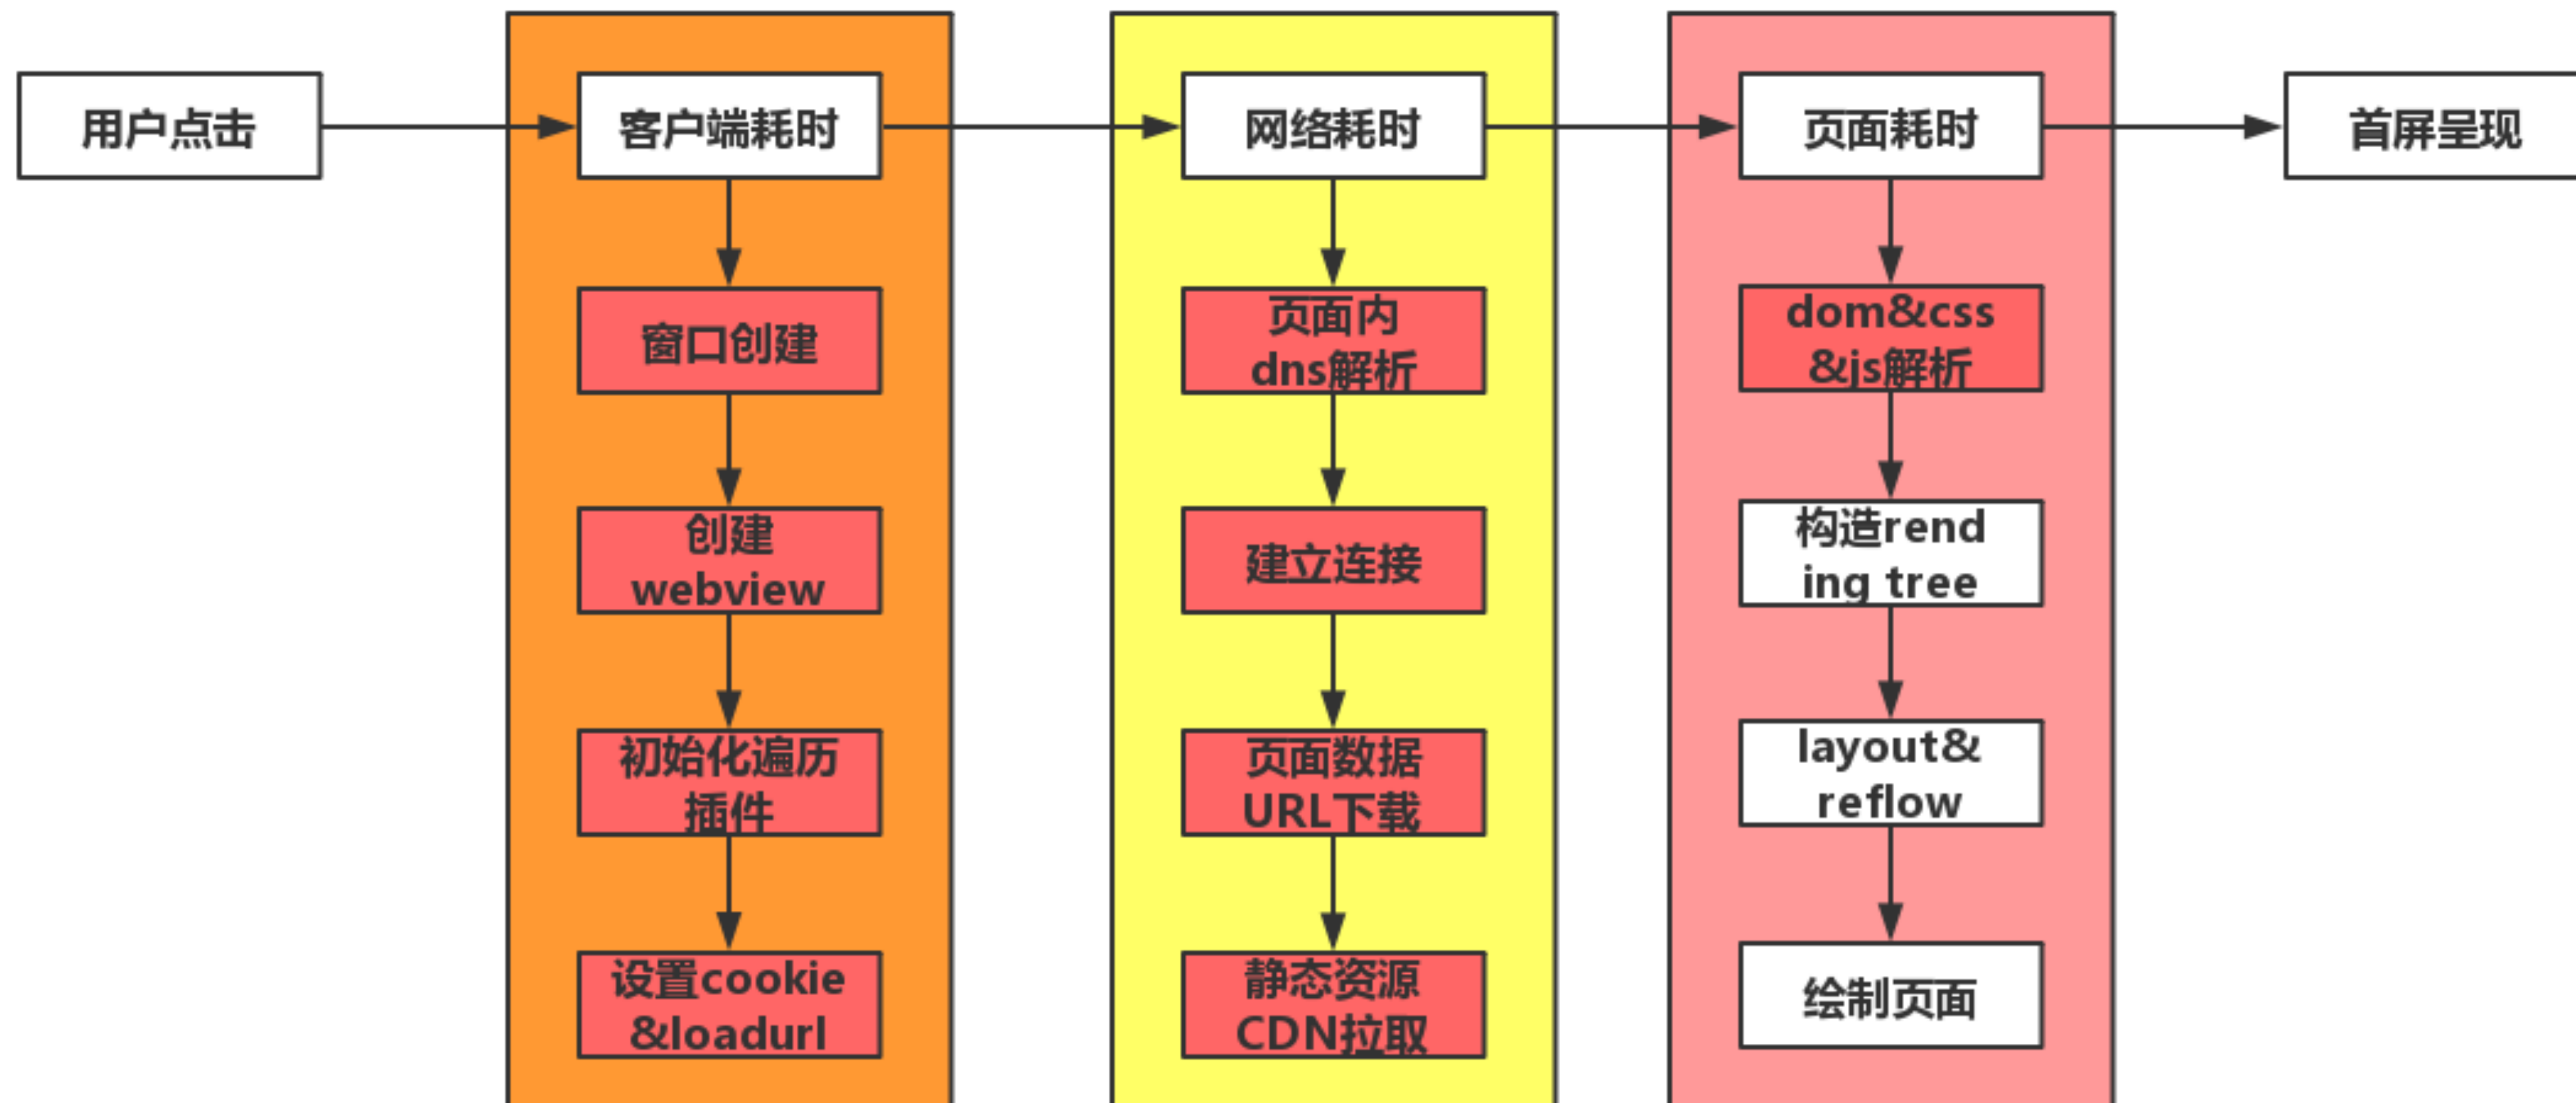 用户点击
客户端耗时
网络耗时
页面耗时
首屏呈现
窗口创建
创建
webview
初始化遍历
插件
设置cookie
&loadurl
页面内
dns解析
建立连接
页面数据
URL下载
静态资源
CDN拉取
dom&css
&js解析
构造rend
ing tree
layout&
reflow
绘制页面